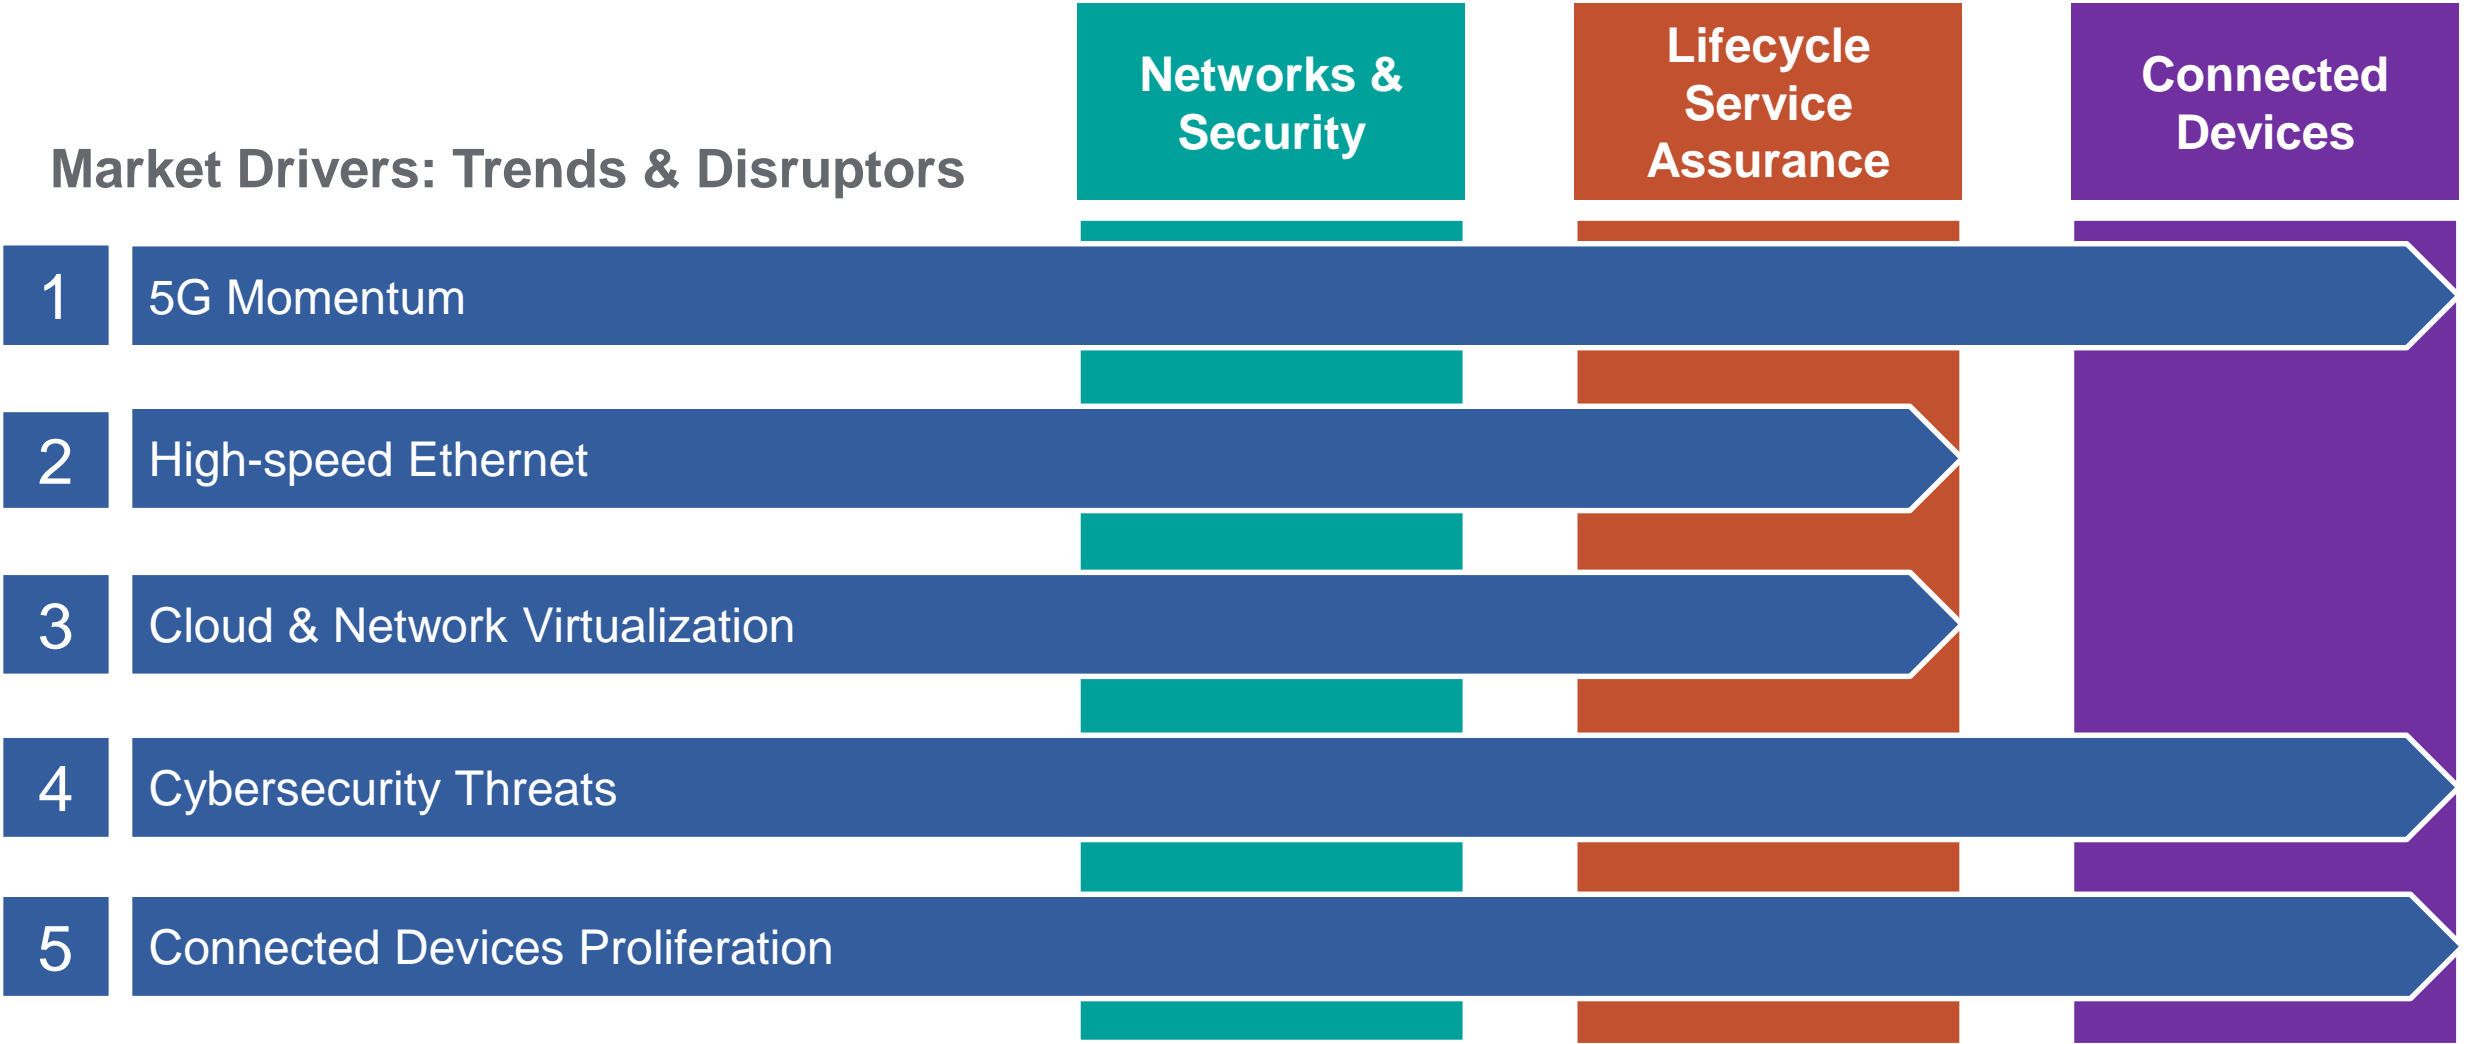 Market Drivers: Trends & Disruptors
Networks &
Security
Lifecycle
Service
Assurance
Connected
Devices
1
5G Momentum
2
High-speed Ethernet
3
Cloud & Network Virtualization
4
Cybersecurity Threats
5
Connected Devices Proliferation